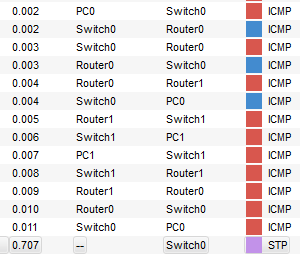 0.002 PC0 Switch0 ICMP
0.002 Switch0 Router0 ICMP
0.003 Switch0 Router0 ICMP
0.003 Router0 Switch0 ICMP
0.004 Router0 Router1 ICMP
0.004 Switch0 PC0 ICMP
0.005 Router1 Switch1 ICMP
0.006 Switch1 PC1 ICMP
0.007 PC1 Switch1 ICMP
0.008 Switch1 Router1 ICMP
0.009 Router1 Router0 ICMP
0.010 Router0 Switch0 ICMP
0.011 Switch0 PC0 ICMP
0.707 -- Switch0 STP